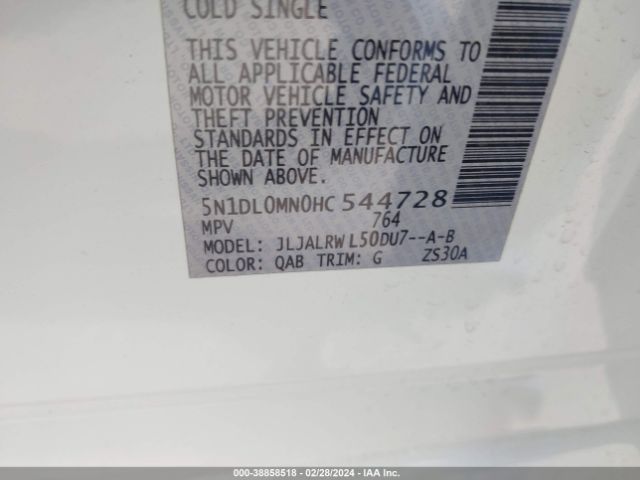 COLD SINGLE
THIS VEHICLE CONFORMS TO
ALL APPLICABLE FEDERAL
MOTOR VEHICLE SAFETY AND
THEFT PREVENTION
STANDARDS IN EFFECT ON
THE DATE OF MANUFACTURE
SHOWN ABOVE.
5N1DL0MN0HC 544728
MPV 764
MODEL: JLJALRW L50DU7--A-B
COLOR: QAB TRIM: G ZS30A
000-38858518 | 02/28/2024 | IAA Inc.